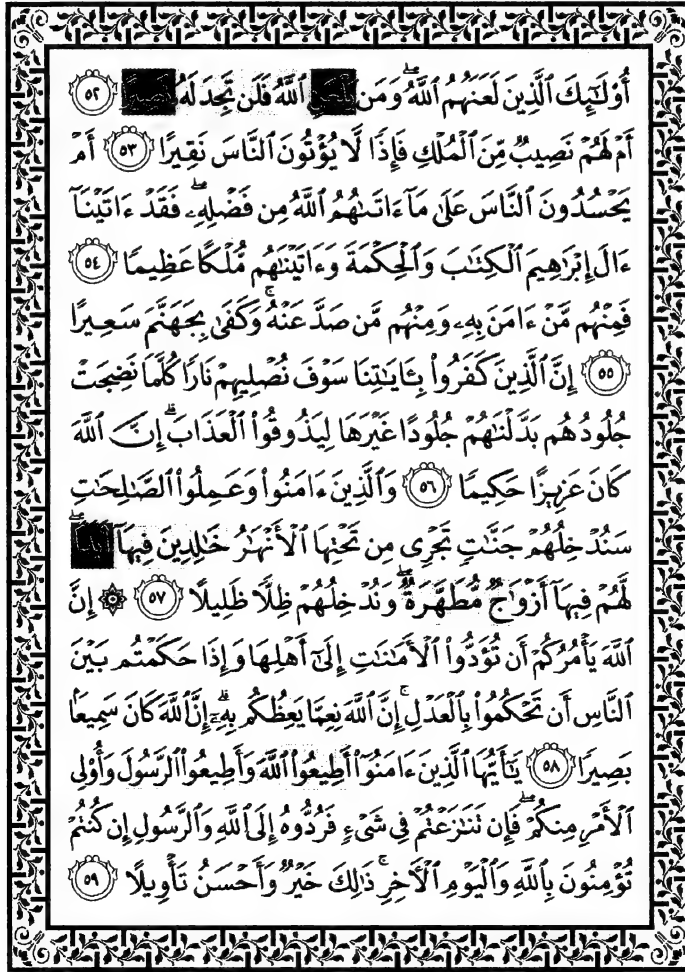 أُوْلَٰٓئِكَ ٱلَّذِينَ لَعَنَهُمُ ٱللَّهُۖ وَمَن ٱللَّهُ فَلَن تَجِدَ لَهُۥ ٥٢
أَمْ لَهُمْ نَصِيبٌ مِّنَ ٱلْمُلْكِ فَإِذًا لَّا يُؤْتُونَ ٱلنَّاسَ نَقِيرًا ٥٣ أَمْ
يَحْسُدُونَ ٱلنَّاسَ عَلَىٰ مَآ ءَاتَىٰهُمُ ٱللَّهُ مِن فَضْلِهِۦۖ فَقَدْ ءَاتَيْنَآ
ءَالَ إِبْرَٰهِيمَ ٱلْكِتَٰبَ وَٱلْحِكْمَةَ وَءَاتَيْنَٰهُم مُّلْكًا عَظِيمًا ٥٤
فَمِنْهُم مَّنْ ءَامَنَ بِهِۦ وَمِنْهُم مَّن صَدَّ عَنْهُۚ وَكَفَىٰ بِجَهَنَّمَ سَعِيرًا
٥٥ إِنَّ ٱلَّذِينَ كَفَرُواْ بِـَٔايَٰتِنَا سَوْفَ نُصْلِيهِمْ نَارًا كُلَّمَا نَضِجَتْ
جُلُودُهُم بَدَّلْنَٰهُمْ جُلُودًا غَيْرَهَا لِيَذُوقُواْ ٱلْعَذَابَۗ إِنَّ ٱللَّهَ
كَانَ عَزِيزًا حَكِيمًا ٥٦ وَٱلَّذِينَ ءَامَنُواْ وَعَمِلُواْ ٱلصَّٰلِحَٰتِ
سَنُدْخِلُهُمْ جَنَّٰتٍ تَجْرِى مِن تَحْتِهَا ٱلْأَنْهَٰرُ خَٰلِدِينَ فِيهَآ
لَّهُمْ فِيهَآ أَزْوَٰجٌ مُّطَهَّرَةٌۖ وَنُدْخِلُهُمْ ظِلًّا ظَلِيلًا ٥٧ ۞ إِنَّ
ٱللَّهَ يَأْمُرُكُمْ أَن تُؤَدُّواْ ٱلْأَمَٰنَٰتِ إِلَىٰٓ أَهْلِهَا وَإِذَا حَكَمْتُم بَيْنَ
ٱلنَّاسِ أَن تَحْكُمُواْ بِٱلْعَدْلِۚ إِنَّ ٱللَّهَ نِعِمَّا يَعِظُكُم بِهِۦٓۗ إِنَّ ٱللَّهَ كَانَ سَمِيعًۢا
بَصِيرًا ٥٨ يَٰٓأَيُّهَا ٱلَّذِينَ ءَامَنُوٓاْ أَطِيعُواْ ٱللَّهَ وَأَطِيعُواْ ٱلرَّسُولَ وَأُوْلِى
ٱلْأَمْرِ مِنكُمْۖ فَإِن تَنَٰزَعْتُمْ فِى شَىْءٍ فَرُدُّوهُ إِلَى ٱللَّهِ وَٱلرَّسُولِ إِن كُنتُمْ
تُؤْمِنُونَ بِٱللَّهِ وَٱلْيَوْمِ ٱلْأَخِرِۚ ذَٰلِكَ خَيْرٌ وَأَحْسَنُ تَأْوِيلًا ٥٩